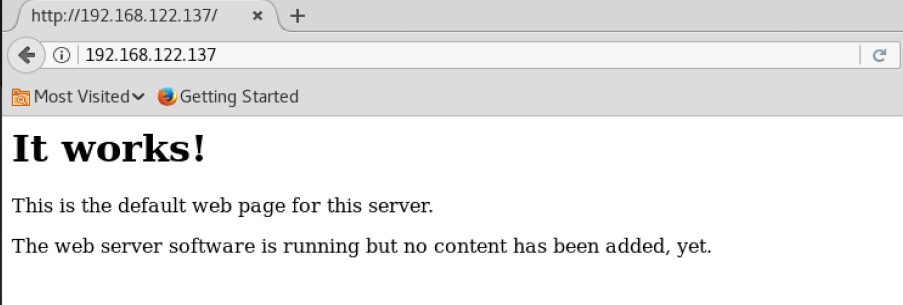 http://192.168.122.137/
192.168.122.137
Most Visited Getting Started
It works!
This is the default web page for this server.
The web server software is running but no content has been added, yet.